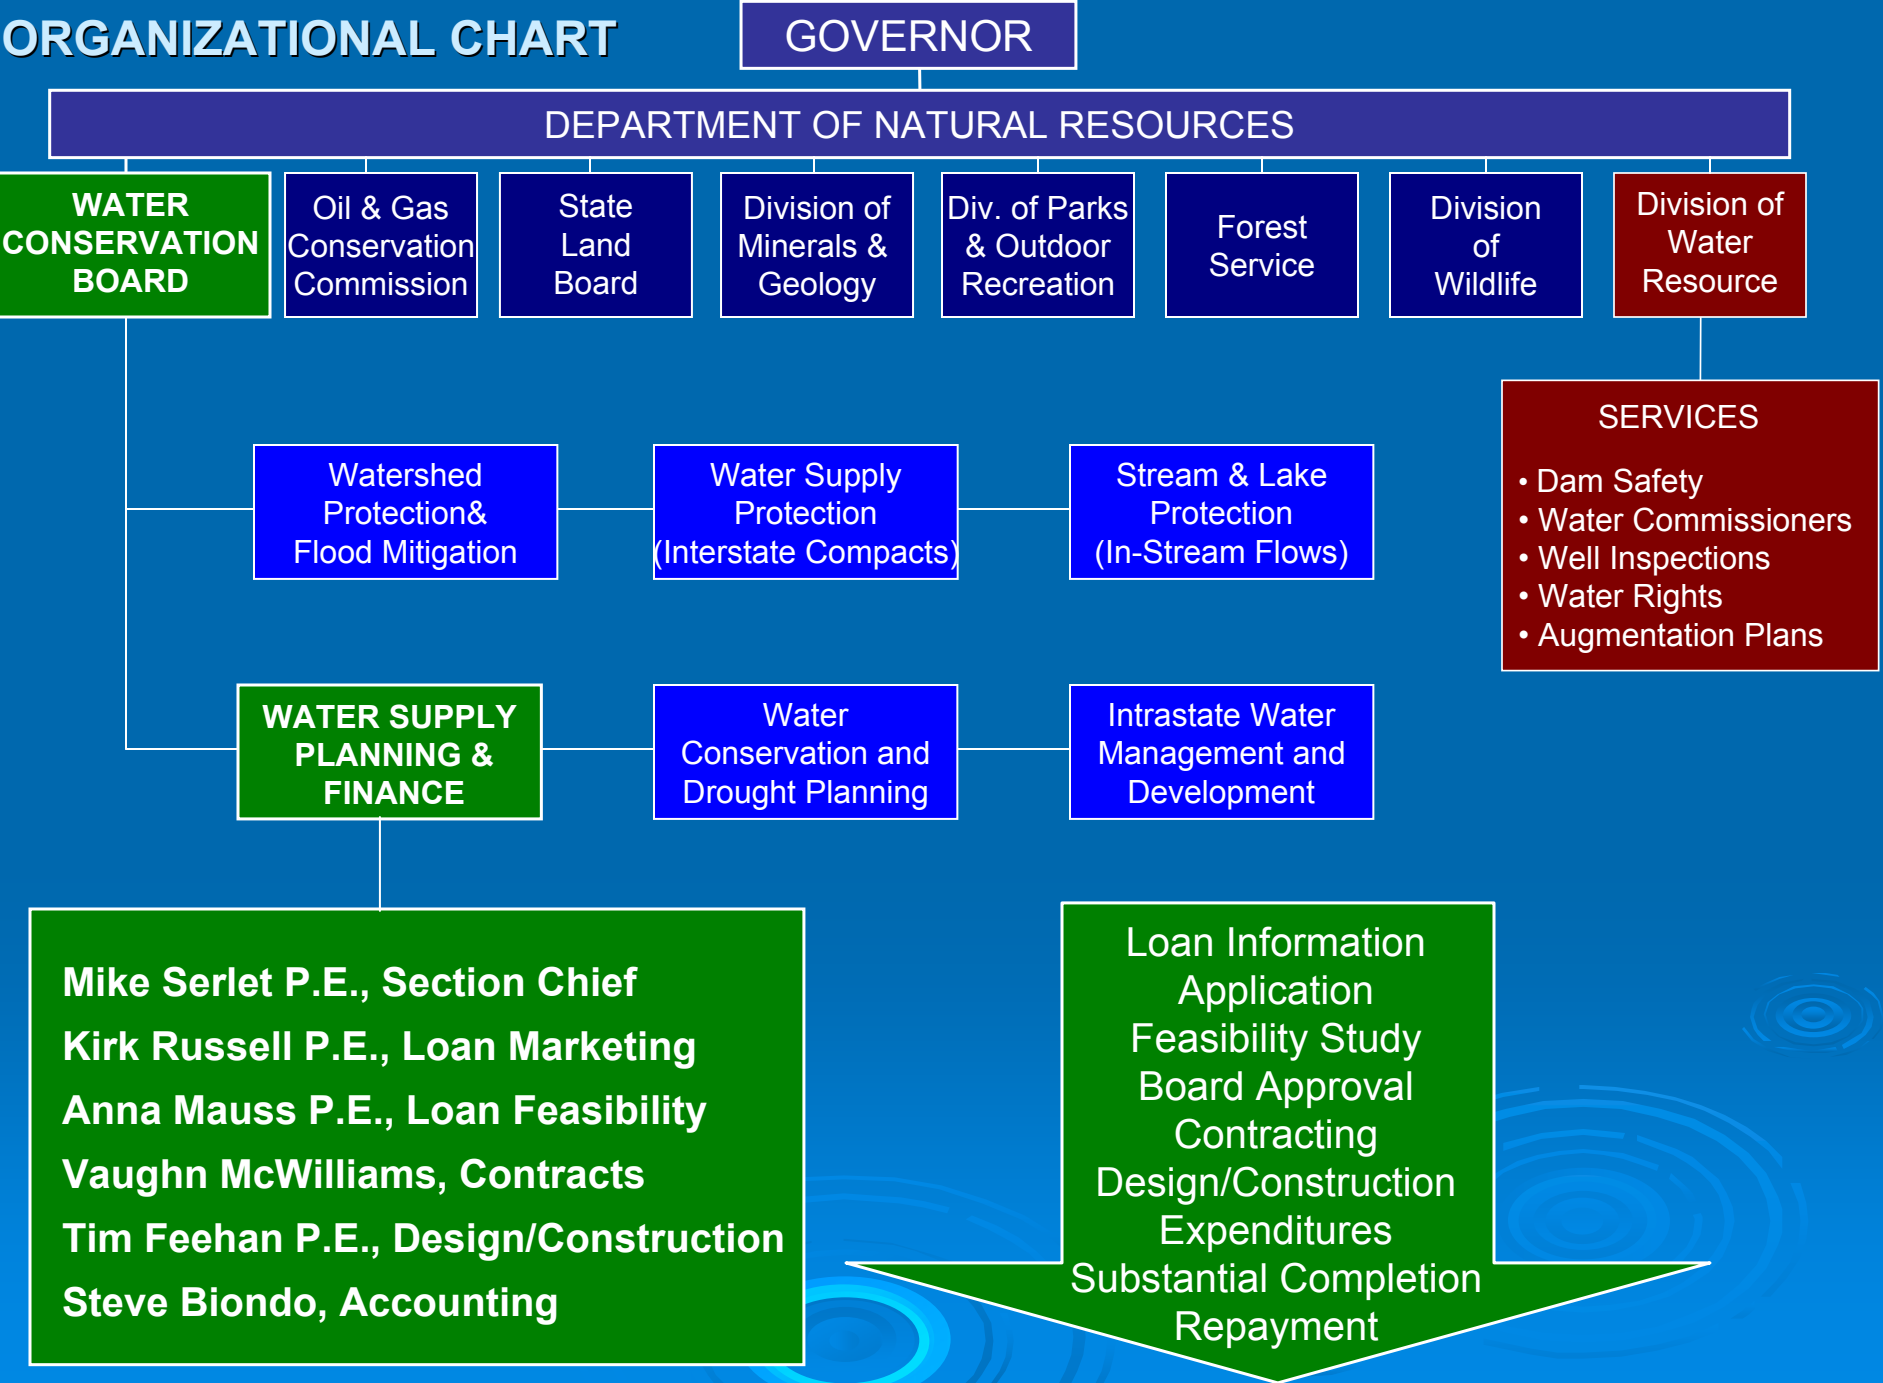 ORGANIZATIONAL CHART
GOVERNOR
DEPARTMENT OF NATURAL RESOURCES
WATER
CONSERVATION
BOARD
Oil & Gas
Conservation
Commission
State
Land
Board
Division of
Minerals &
Geology
Div. of Parks
& Outdoor
Recreation
Forest
Service
Division
of
Wildlife
Division of
Water
Resource
SERVICES
• Dam Safety
• Water Commissioners
• Well Inspections
• Water Rights
• Augmentation Plans
Watershed
Protection&
Flood Mitigation
Water Supply
Protection
(Interstate Compacts)
Stream & Lake
Protection
(In-Stream Flows)
WATER SUPPLY
PLANNING &
FINANCE
Water
Conservation and
Drought Planning
Intrastate Water
Management and
Development
Mike Serlet P.E., Section Chief
Kirk Russell P.E., Loan Marketing
Anna Mauss P.E., Loan Feasibility
Vaughn McWilliams, Contracts
Tim Feehan P.E., Design/Construction
Steve Biondo, Accounting
Loan Information
Application
Feasibility Study
Board Approval
Contracting
Design/Construction
Expenditures
Substantial Completion
Repayment